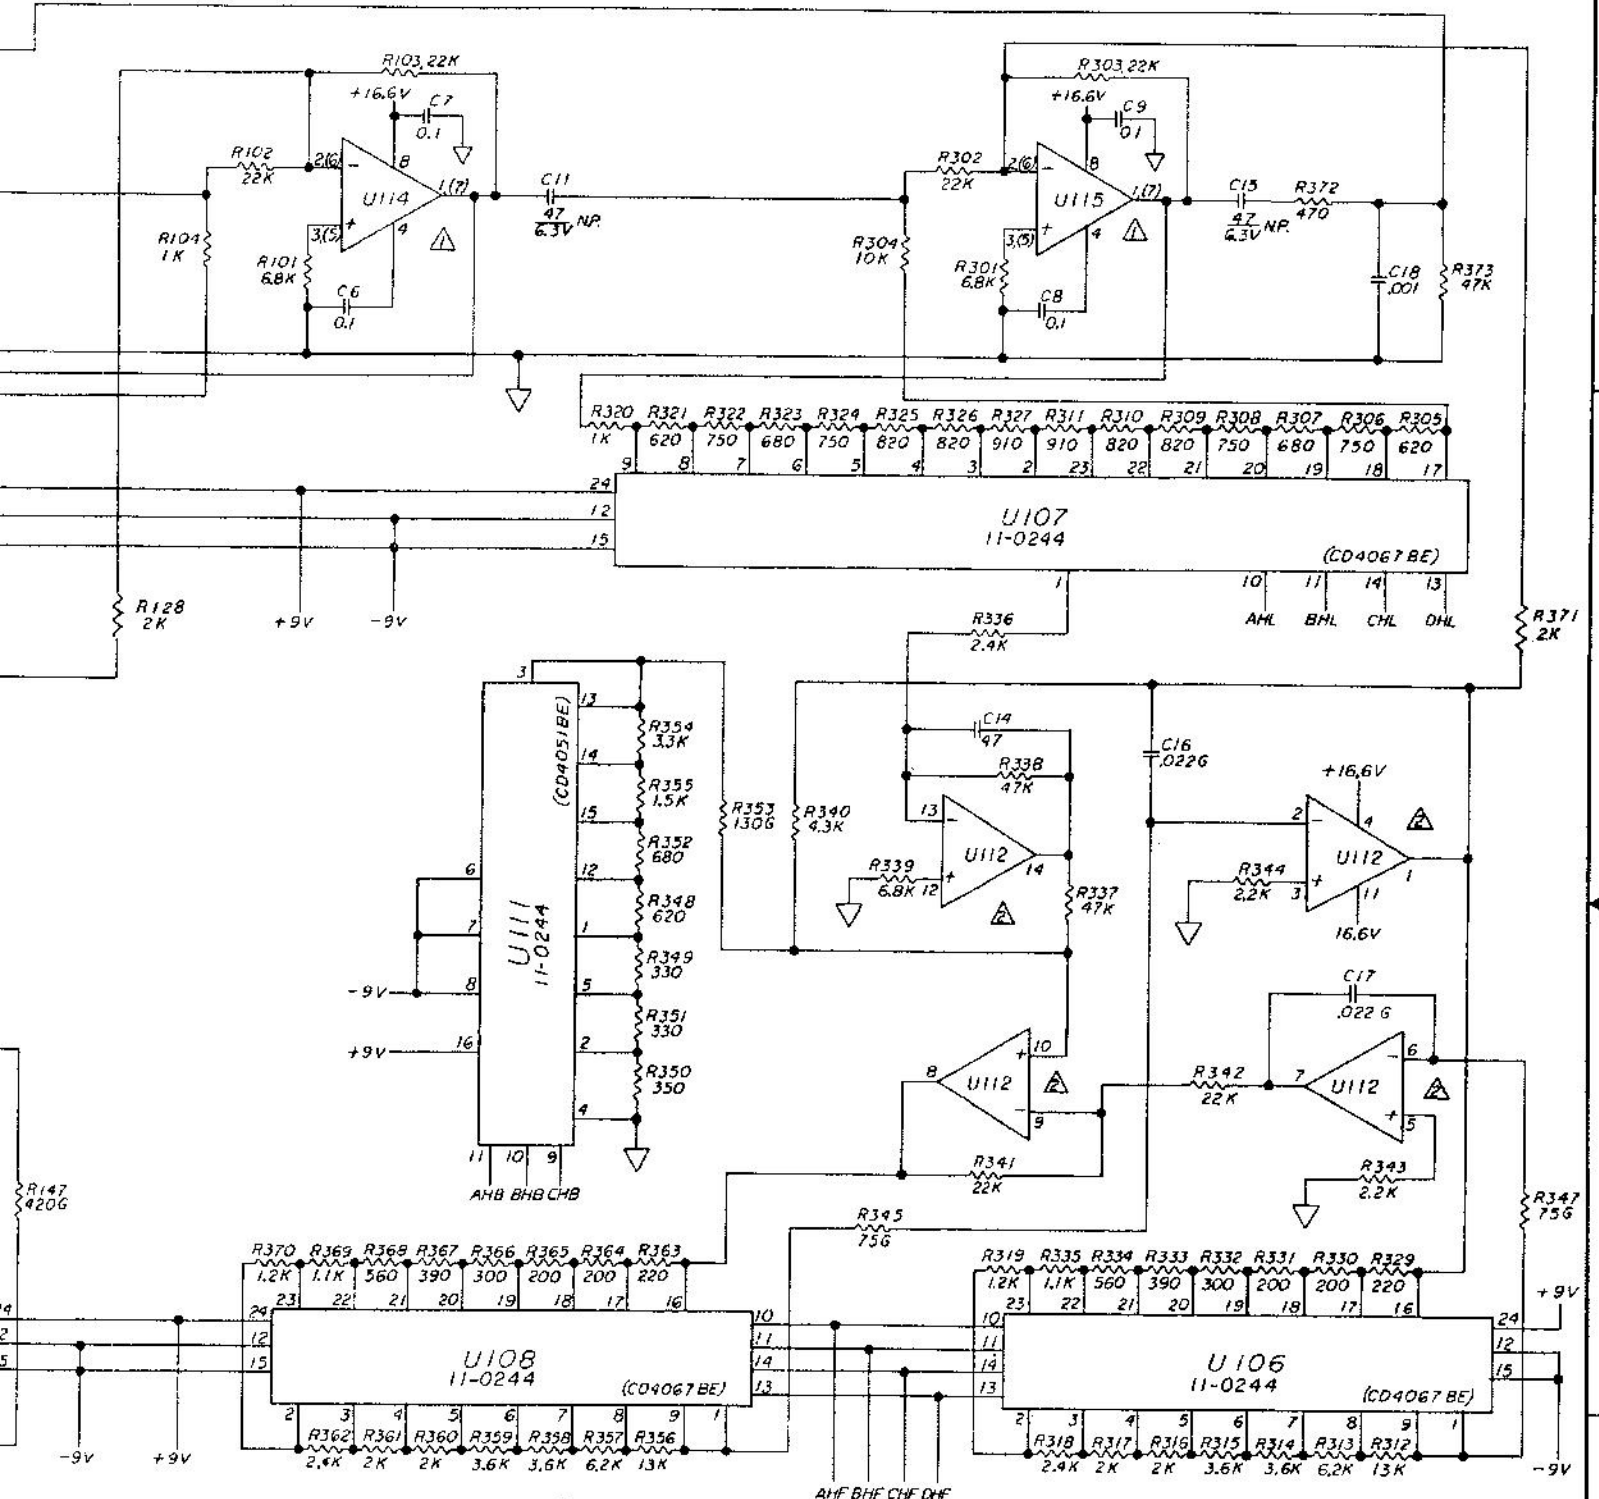 R103, 22K
+16.6V
C7
0.1
R102
22K
2(6)
-
8
U114
1,(7)
+
3,(5)
4
1
R104
1K
R101
6.8K
C6
0.1
C11
47
6.3V NP.
R303, 22K
+16.6V
C9
0.1
R302
22K
2(6)
-
8
U115
1,(7)
+
3,(5)
4
1
R304
10K
R301
6.8K
C8
0.1
C15
47
6.3V NP.
R372
470
C18
.001
R373
47K
R320 R321 R322 R323 R324 R325 R326 R327 R311 R310 R309 R308 R307 R306 R305
1K 620 750 680 750 820 820 910 910 820 820 750 680 750 620
9 8 7 6 5 4 3 2 23 22 21 20 19 18 17
24
12
15
U107
11-0244
(CD4067BE)
1 10 11 14 13
AHL BHL CHL DHL
R128
2K
+9V -9V
R371
2K
R336
2.4K
3
(CD4051BE)
U111
11-0244
13
R354
3.3K
14
R355
1.5K
15
R352
680
12
R348
620
1
R349
330
5
R351
330
2
R350
350
4
6
7
-9V 8
+9V 16
11 10 9
AHB BHB CHB
R353
130G
R340
4.3K
C14
47
R338
47K
13 -
U112
14
R339
6.8K 12 +
2
R337
47K
C16
.022G
+16.6V
2 -
4
U112
1
2
R344
2.2K 3
+
11
16.6V
C17
.022 G
+ 10
8
U112
2
- 9
R342
22K
7
U112
- 6
2
+ 5
R341
22K
R343
2.2K
R345
75G
R347
75G
R147
420G
R370 R369 R368 R367 R366 R365 R364 R363
1.2K 1.1K 560 390 300 200 200 220
23 22 21 20 19 18 17 16
24
12
15
U108
11-0244
(CD4067BE)
10
11
14
13
2 3 4 5 6 7 8 9 1
R362 R361 R360 R359 R358 R357 R356
2.4K 2K 2K 3.6K 3.6K 6.2K 13K
-9V +9V
R319 R335 R334 R333 R332 R331 R330 R329
1.2K 1.1K 560 390 300 200 200 220
23 22 21 20 19 18 17 16
10
11
14
13
U106
11-0244
(CD4067BE)
24
12
15
+9V
2 3 4 5 6 7 8 9 1
R318 R317 R316 R315 R314 R313 R312
2.4K 2K 2K 3.6K 3.6K 6.2K 13K
-9V
AHF BHF CHF DHF